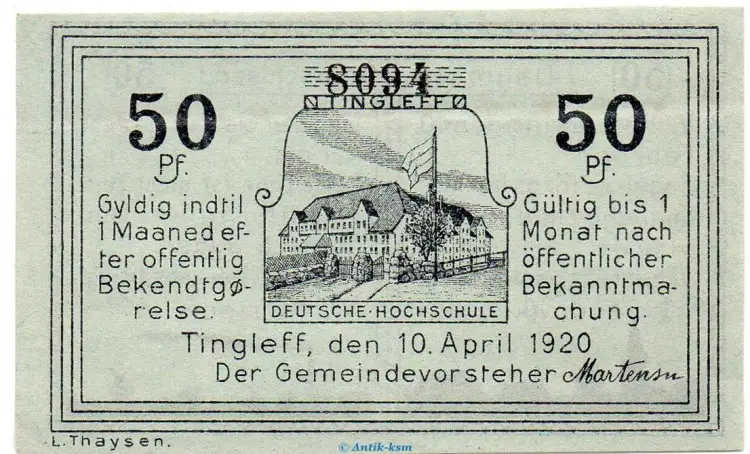 8094
TINGLEFF
50
Pf.
50
Pf.
Gyldig indtil
1 Maaned ef-
ter offentlig
Bekendtgø-
relse.
Gültig bis 1
Monat nach
öffentlicher
Bekanntma-
chung.
DEUTSCHE·HOCHSCHULE
Tingleff, den 10. April 1920
Der Gemeindevorsteher Martensen
L. Thaysen.
© Antik-ksm